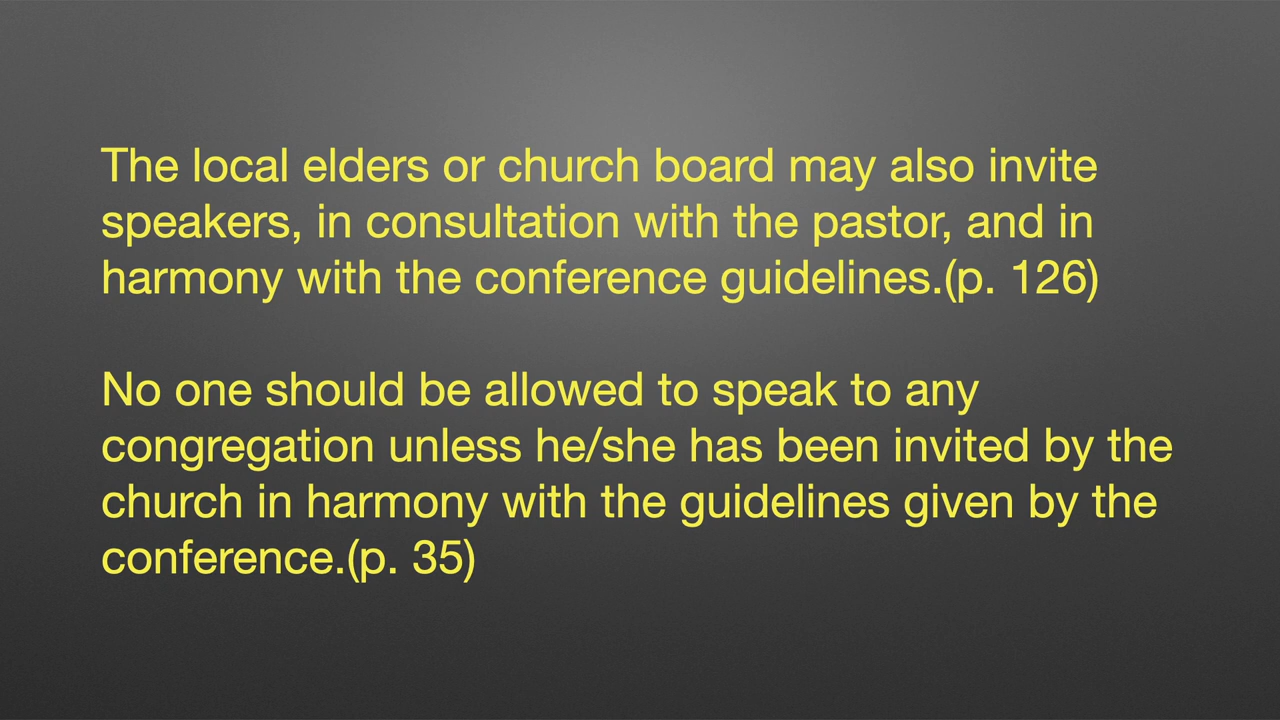 The local elders or church board may also invite
speakers, in consultation with the pastor, and in
harmony with the conference guidelines.(p. 126)
No one should be allowed to speak to any
congregation unless he/she has been invited by the
church in harmony with the guidelines given by the
conference.(p. 35)